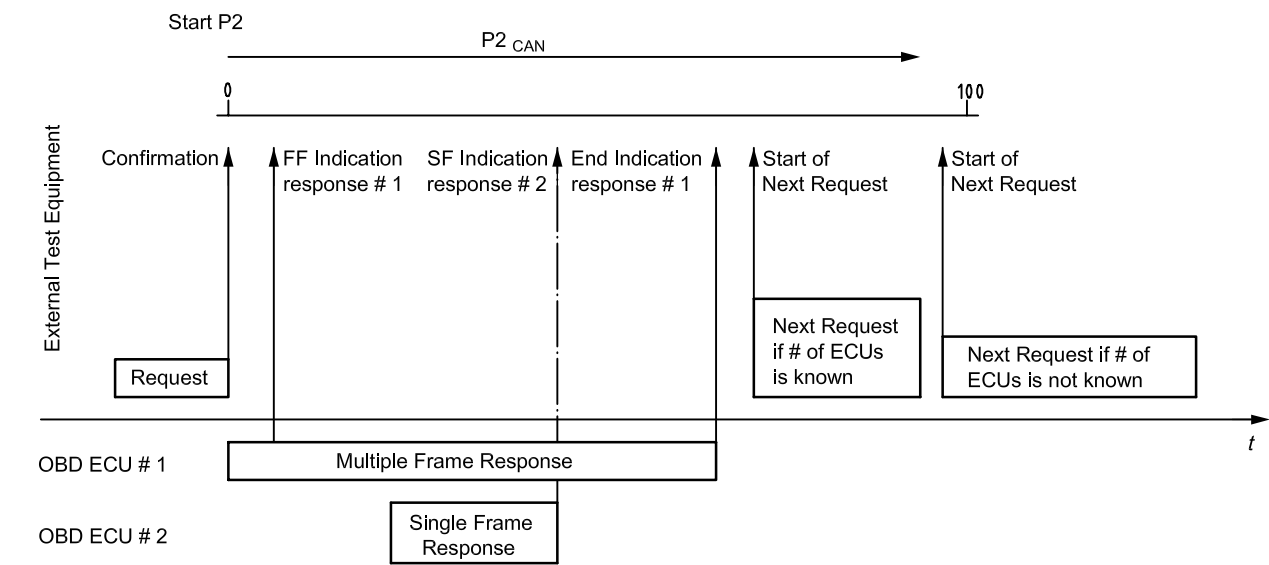 Start P2
P2 CAN
0
100
External Test Equipment
Confirmation
FF Indication
response # 1
SF Indication
response # 2
End Indication
response # 1
Start of
Next Request
Start of
Next Request
Request
Next Request
if # of ECUs
is known
Next Request if # of
ECUs is not known
t
OBD ECU # 1
Multiple Frame Response
OBD ECU # 2
Single Frame
Response